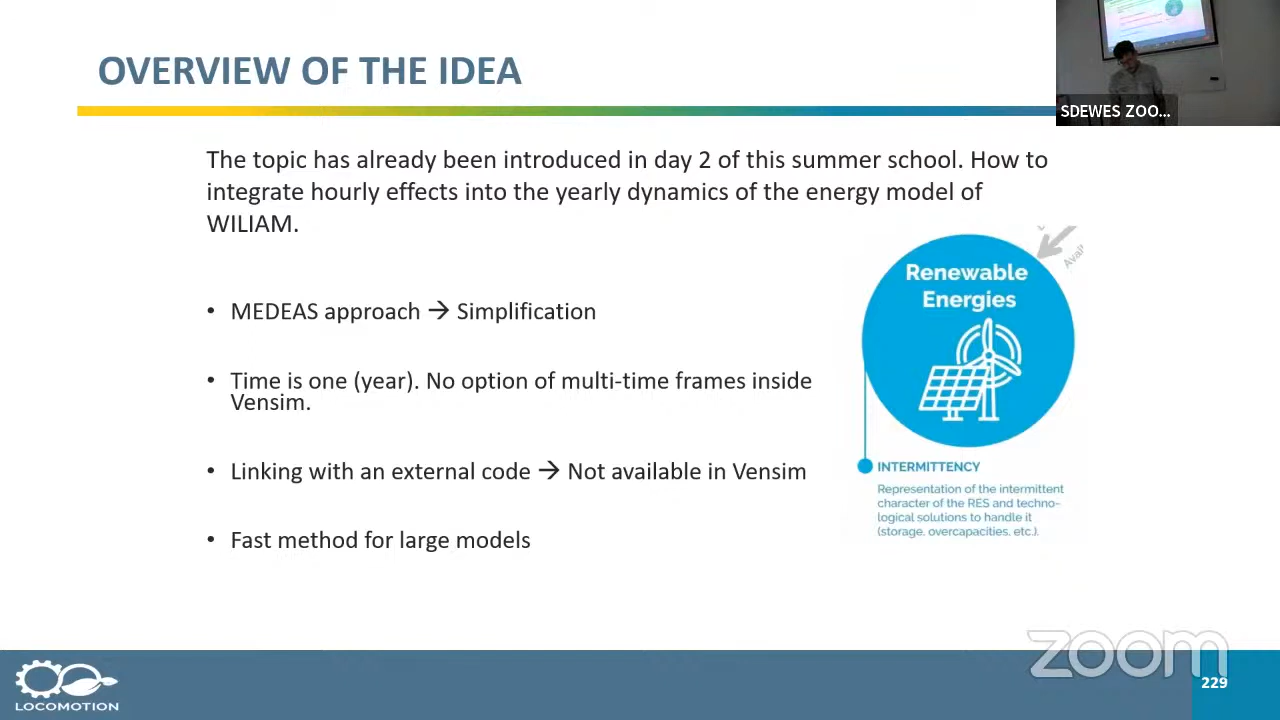 OVERVIEW OF THE IDEA
SDEWES ZOO...
The topic has already been introduced in day 2 of this summer school. How to
integrate hourly effects into the yearly dynamics of the energy model of
WILIAM.
• MEDEAS approach → Simplification
• Time is one (year). No option of multi-time frames inside
Vensim.
• Linking with an external code → Not available in Vensim
• Fast method for large models
Renewable
Energies
INTERMITTENCY
Representation of the intermittent
character of the RES and techno-
logical solutions to handle it
(storage, overcapacities, etc.).
zoom
LOCOMOTION
229